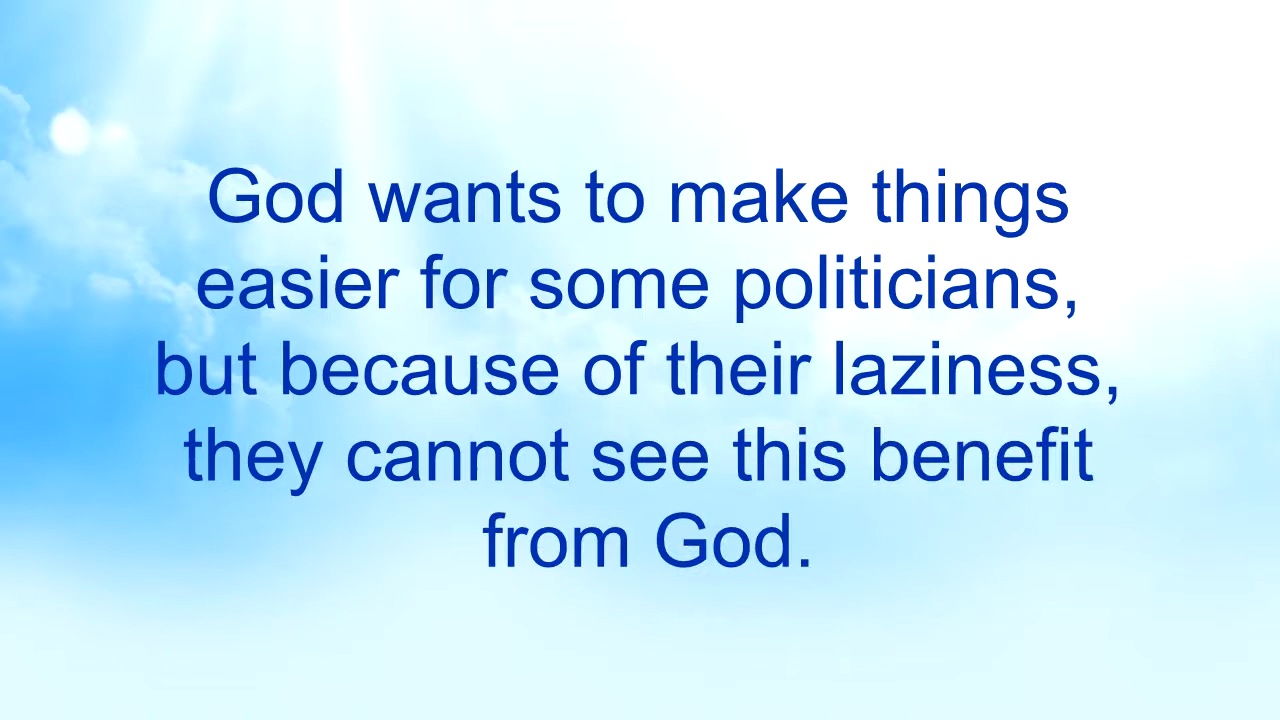 God wants to make things
easier for some politicians,
but because of their laziness,
they cannot see this benefit
from God.